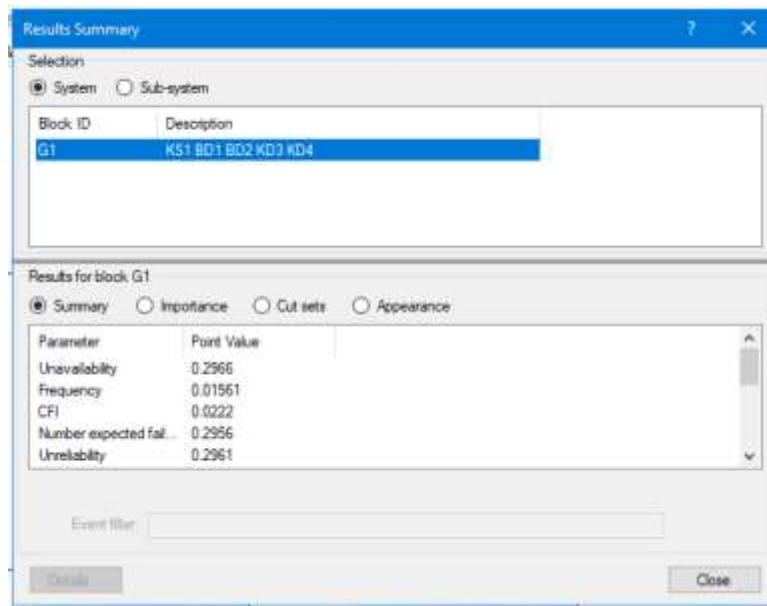 Results Summary ? ×
Selection
System Sub-system
Block ID Description
G1 KS1 BD1 BD2 KD3 KD4
Results for block G1
Summary Importance Cut sets Appearance
Parameter Point Value
Unavailability 0.2966
Frequency 0.01561
CFI 0.0222
Number expected fail... 0.2956
Unreliability 0.2961
Event filter:
Details Close